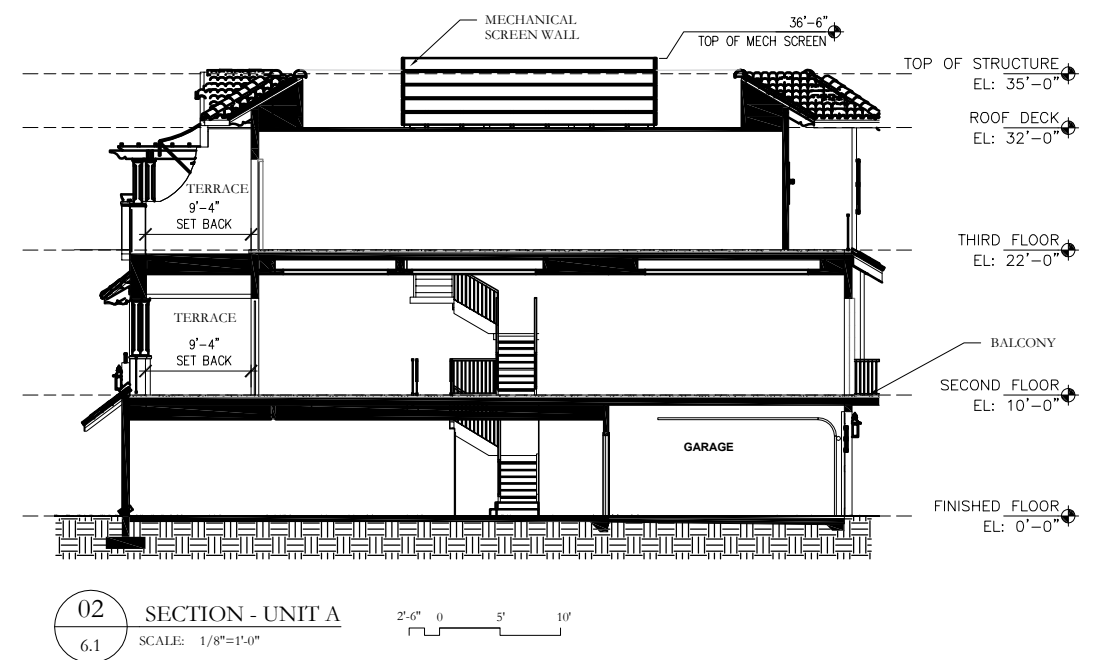 MECHANICAL
SCREEN WALL
36'-6"
TOP OF MECH SCREEN
TOP OF STRUCTURE
EL: 35'-0"
ROOF DECK
EL: 32'-0"
TERRACE
9'-4"
SET BACK
THIRD FLOOR
EL: 22'-0"
TERRACE
9'-4"
SET BACK
BALCONY
SECOND FLOOR
EL: 10'-0"
GARAGE
FINISHED FLOOR
EL: 0'-0"
02
6.1
SECTION - UNIT A
SCALE: 1/8"=1'-0"
2'-6" 0 5' 10'